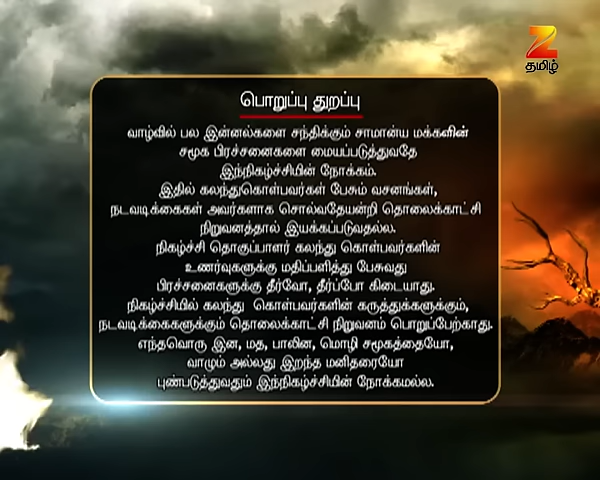 Z
தமிழ்
பொறுப்பு துறப்பு
வாழ்வில் பல இன்னல்களை சந்திக்கும் சாமான்ய மக்களின்
சமூக பிரச்சனைகளை மையப்படுத்துவதே
இந்நிகழ்ச்சியின் நோக்கம்.
இதில் கலந்துகொள்பவர்கள் பேசும் வசனங்கள்,
நடவடிக்கைகள் அவர்களாக சொல்வதேயன்றி தொலைக்காட்சி
நிறுவனத்தால் இயக்கப்படுவதல்ல.
நிகழ்ச்சி தொகுப்பாளர் கலந்து கொள்பவர்களின்
உணர்வுகளுக்கு மதிப்பளித்து பேசுவது
பிரச்சனைகளுக்கு தீர்வோ, தீர்ப்போ கிடையாது.
நிகழ்ச்சியில் கலந்து கொள்பவர்களின் கருத்துக்களுக்கும்,
நடவடிக்கைகளுக்கும் தொலைக்காட்சி நிறுவனம் பொறுப்பேற்காது.
எந்தவொரு இன, மத, பாலின, மொழி சமூகத்தையோ,
வாழும் அல்லது இறந்த மனிதரையோ
புண்படுத்துவதும் இந்நிகழ்ச்சியின் நோக்கமல்ல.